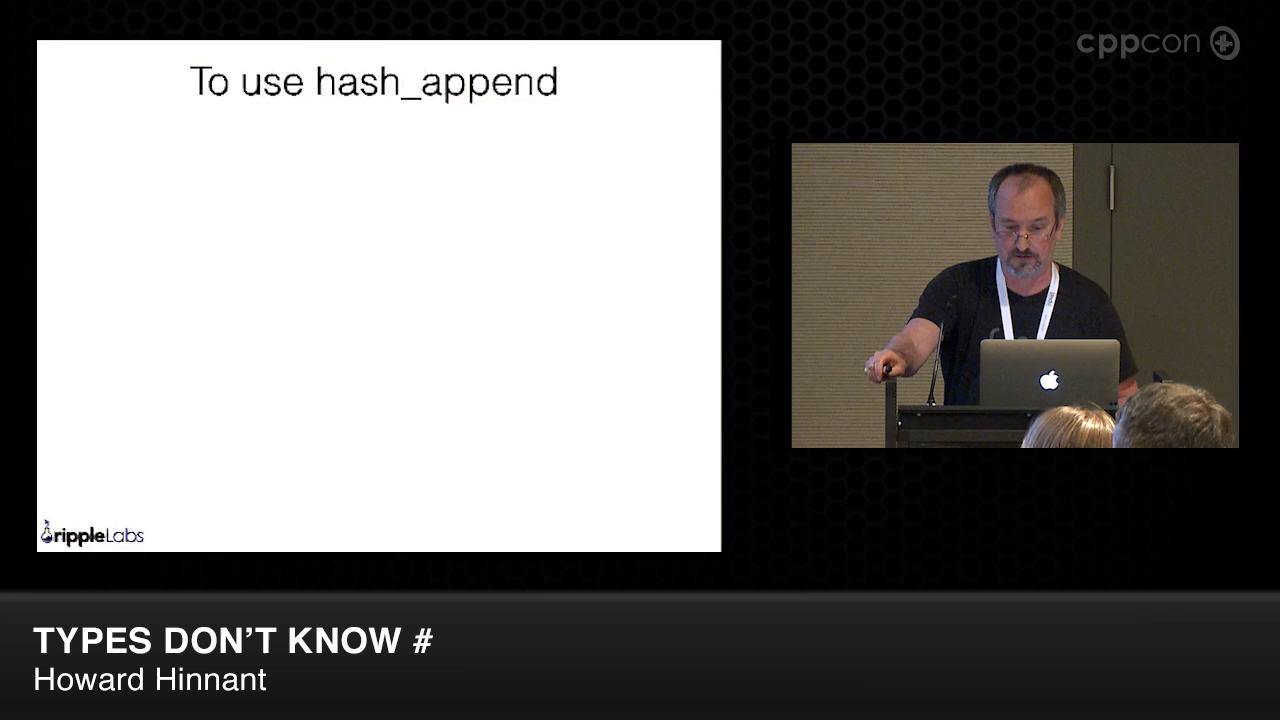 cppcon
To use hash_append
rippleLabs
TYPES DON'T KNOW #
Howard Hinnant